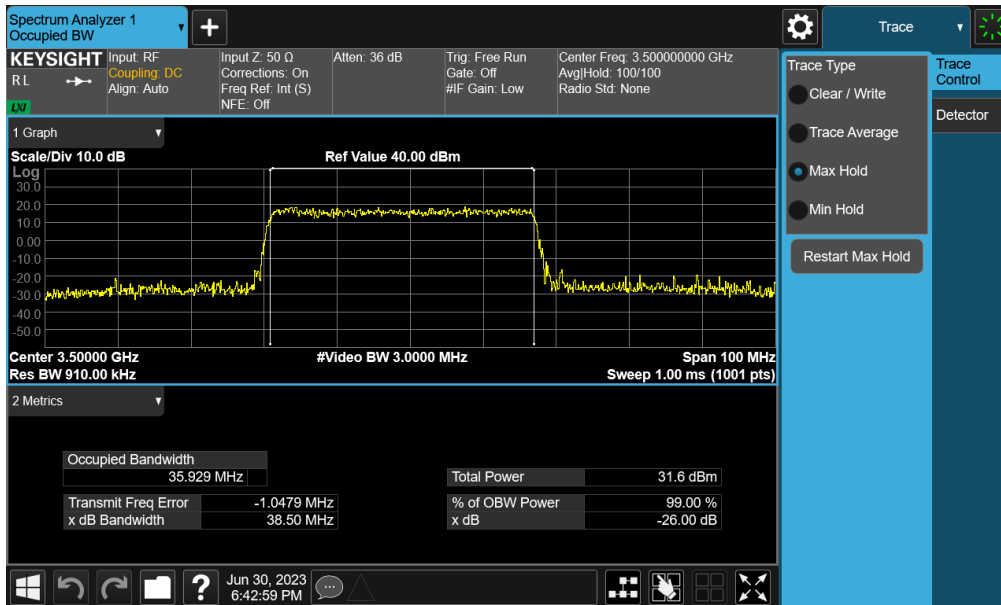 Spectrum Analyzer 1
Occupied BW
+
Trace
KEYSIGHT
R L
LXI
Input: RF
Coupling: DC
Align: Auto
Input Z: 50 Ω
Corrections: On
Freq Ref: Int (S)
NFE: Off
Atten: 36 dB
Trig: Free Run
Gate: Off
#IF Gain: Low
Center Freq: 3.500000000 GHz
Avg|Hold: 100/100
Radio Std: None
Trace Type
Clear / Write
Trace Average
Max Hold
Min Hold
Restart Max Hold
Trace
Control
Detector
1 Graph
Scale/Div 10.0 dB
Ref Value 40.00 dBm
Log
30.0
20.0
10.0
0.00
-10.0
-20.0
-30.0
-40.0
-50.0
Center 3.50000 GHz
#Video BW 3.0000 MHz
Span 100 MHz
Res BW 910.00 kHz
Sweep 1.00 ms (1001 pts)
2 Metrics
Occupied Bandwidth
35.929 MHz
Total Power 31.6 dBm
Transmit Freq Error -1.0479 MHz
% of OBW Power 99.00 %
x dB Bandwidth 38.50 MHz
x dB -26.00 dB
?
Jun 30, 2023
6:42:59 PM